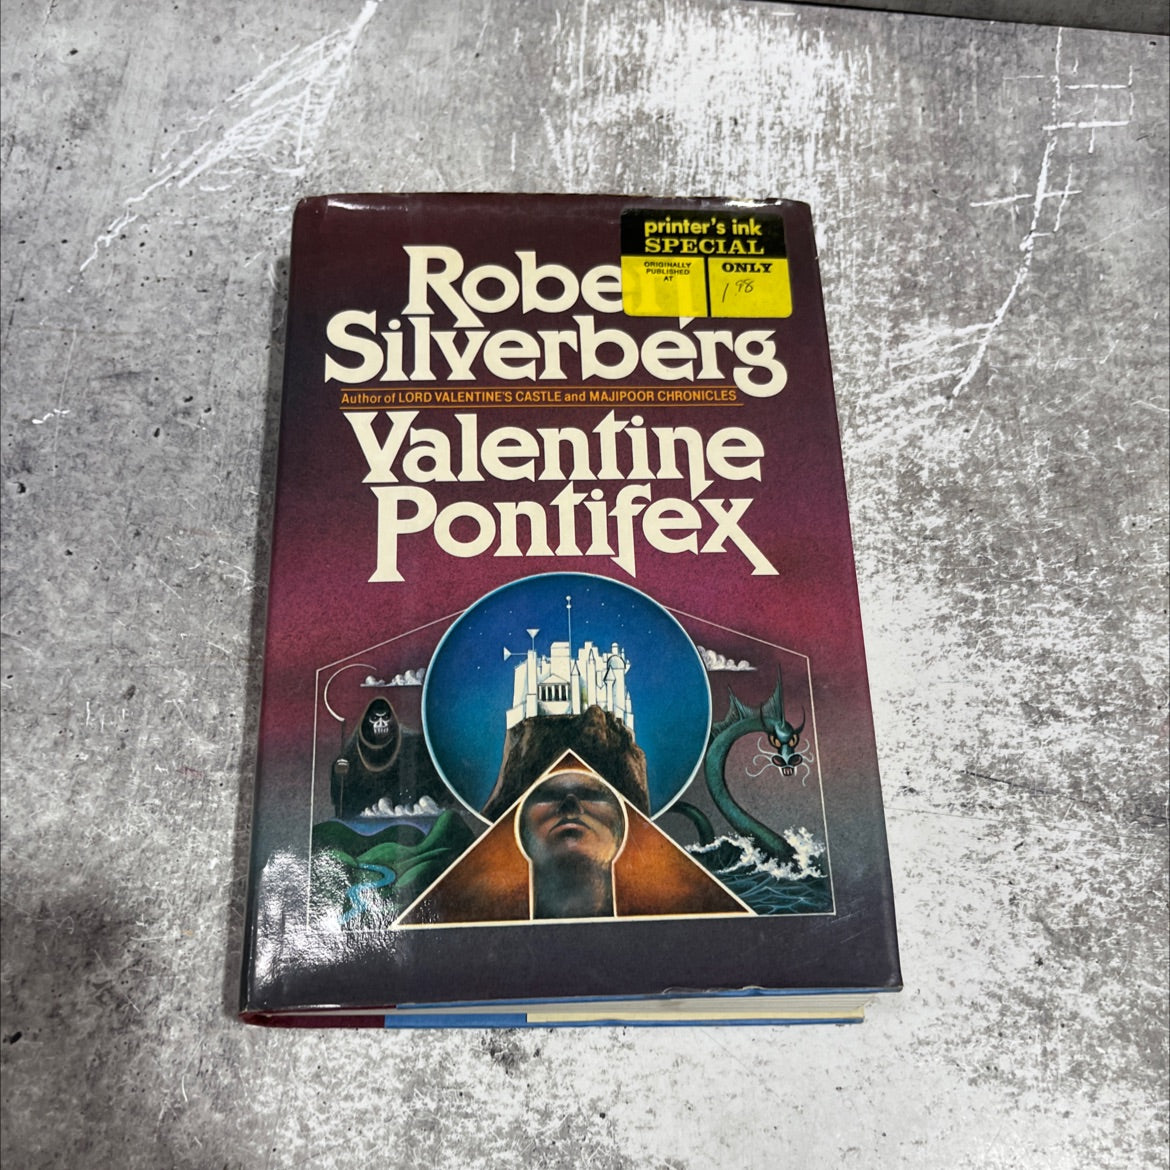 printer's ink
SPECIAL
ORIGINALLY
PUBLISHED
AT
ONLY
1.98
Robert
Silverberg
Author of LORD VALENTINE'S CASTLE and MAJIPOOR CHRONICLES
Valentine
Pontifex